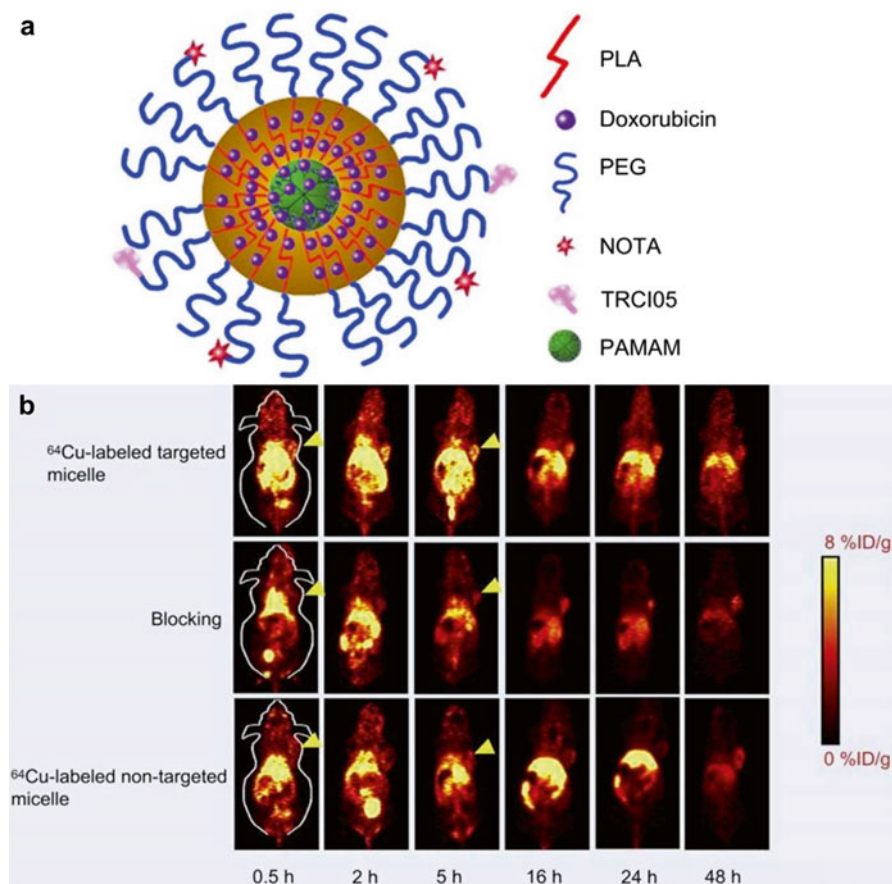 a
PLA
Doxorubicin
PEG
NOTA
TRCI05
PAMAM
b
⁶⁴Cu-labeled targeted
micelle
Blocking
⁶⁴Cu-labeled non-targeted
micelle
8 %ID/g
0 %ID/g
0.5 h 2 h 5 h 16 h 24 h 48 h